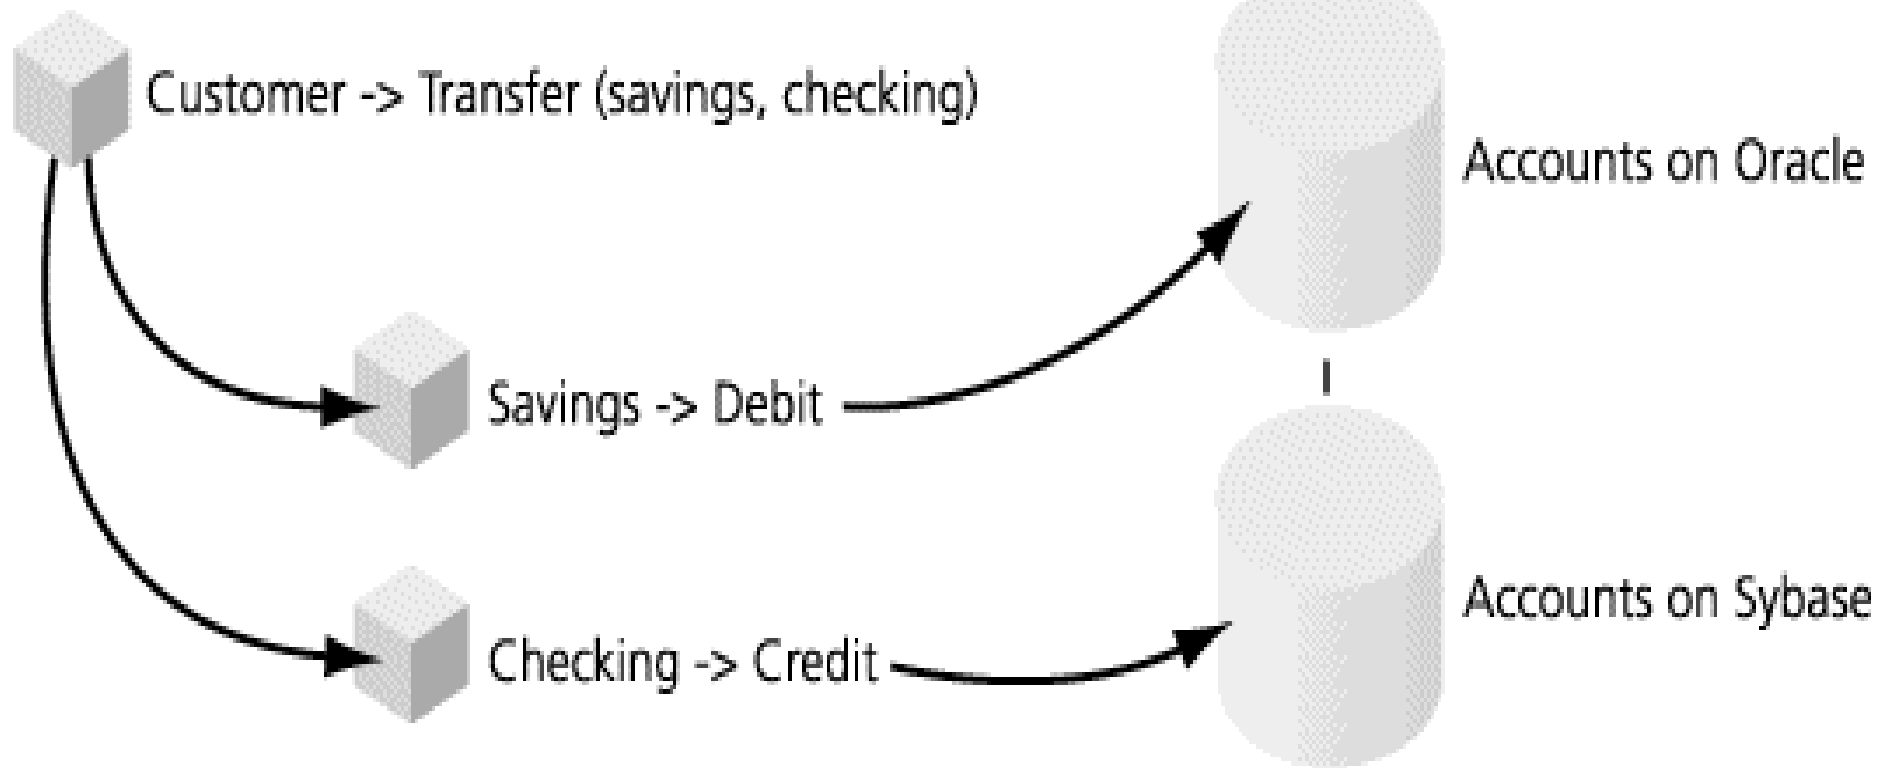 Customer -> Transfer (savings, checking)
Accounts on Oracle
Savings -> Debit
Accounts on Sybase
Checking -> Credit